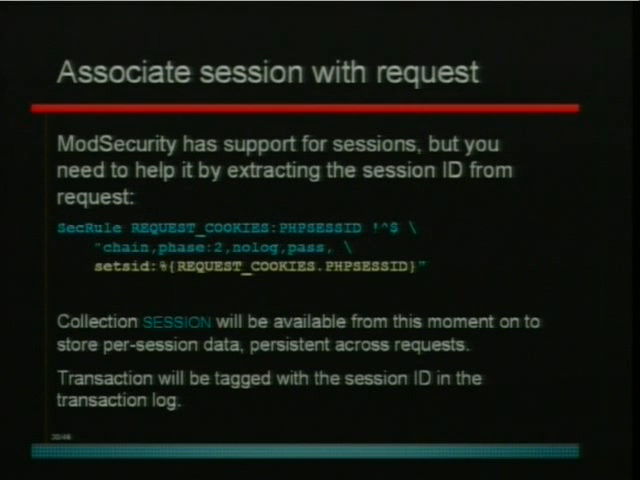 Associate session with request
ModSecurity has support for sessions, but you
need to help it by extracting the session ID from
request:
SecRule REQUEST_COOKIES:PHPSESSID !^$ \
"chain,phase:2,nolog,pass, \
setsid:%{REQUEST_COOKIES.PHPSESSID}"
Collection SESSION will be available from this moment on to
store per-session data, persistent across requests.
Transaction will be tagged with the session ID in the
transaction log.